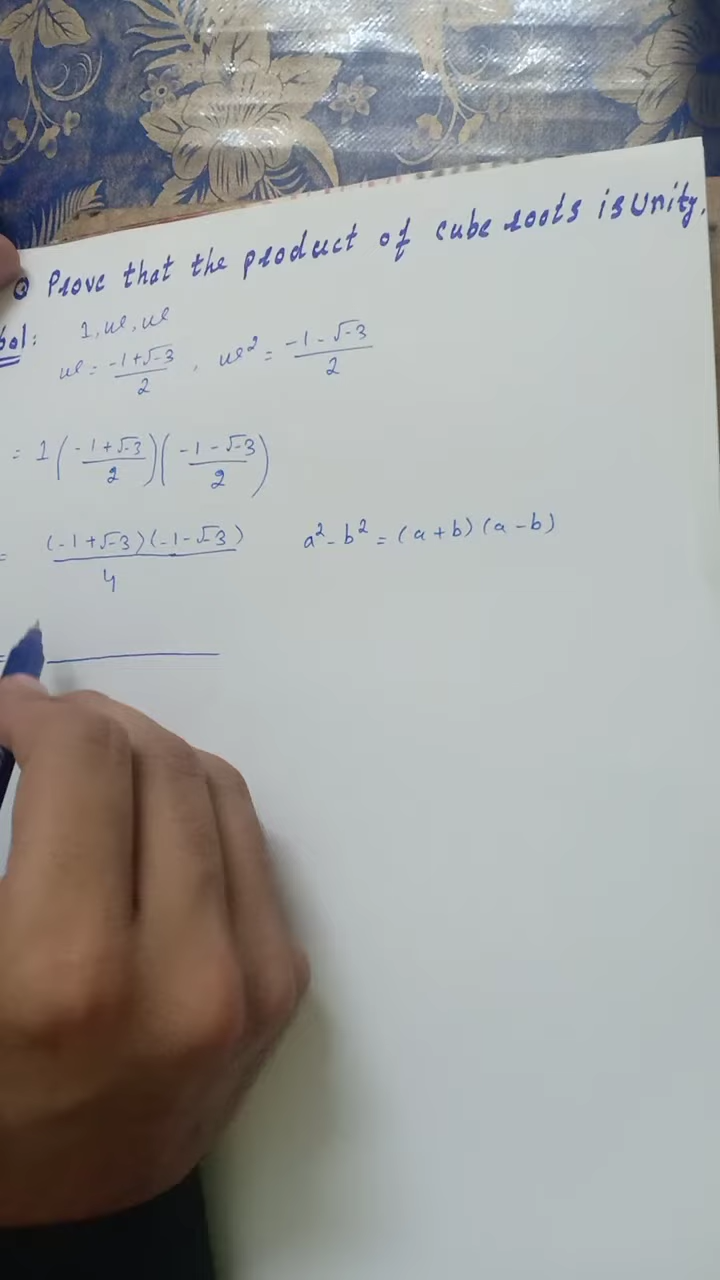 Q Prove that the product of cube roots is unity.
Sol: 1, ω, ω
ω = (-1+√-3)/2 , ω² = (-1-√-3)/2
= 1 ((-1+√-3)/2) ((-1-√-3)/2)
= (-1+√-3)(-1-√-3)/4 a² - b² = (a+b)(a-b)
=